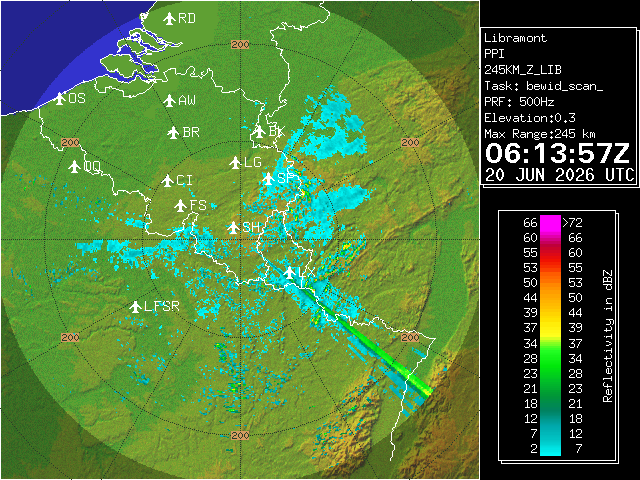 RD
200
OS
AW
BR
BK
200
200
LG
CI
SP
FS
SH
LX
LFSR
200
200
200
Libramont
PPI
245KM_Z_LIB
Task: bewid_scan_
PRF: 500Hz
Elevation:0.3
Max Range:245 km
06:13:57Z
20 JUN 2026 UTC
66 >72
60 66
55 60
53 55
50 53
44 50
39 44
37 39
34 37
28 34
23 28
21 23
18 21
12 18
7 12
2 7
Reflectivity in dBZ